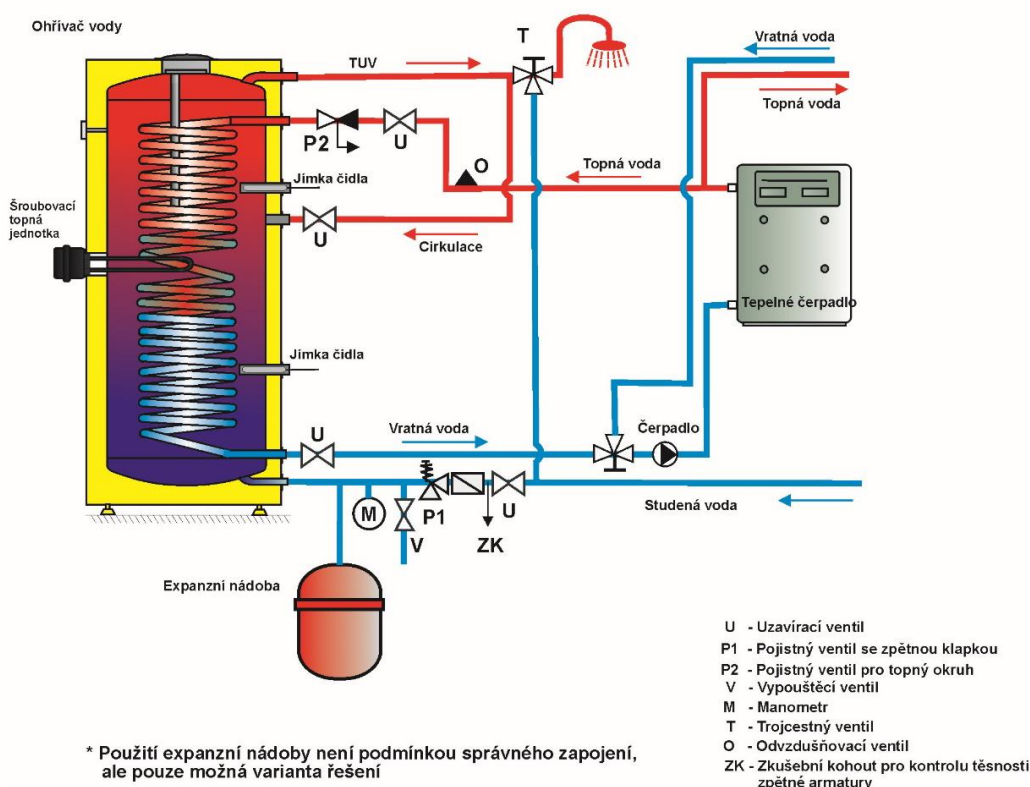 Ohřívač vody
TUV
T
Vratná voda
Topná voda
P2
U
O
Topná voda
Jímka čidla
Šroubovací
topná
jednotka
U
Cirkulace
Tepelné čerpadlo
Jímka čidla
U
Vratná voda
Čerpadlo
M
V
P1
ZK
U
Studená voda
Expanzní nádoba
U - Uzavírací ventil
P1 - Pojistný ventil se zpětnou klapkou
P2 - Pojistný ventil pro topný okruh
V - Vypouštěcí ventil
M - Manometr
T - Trojcestný ventil
O - Odvzdušňovací ventil
ZK - Zkušební kohout pro kontrolu těsnosti
zpětné armatury
* Použití expanzní nádoby není podmínkou správného zapojení,
ale pouze možná varianta řešení